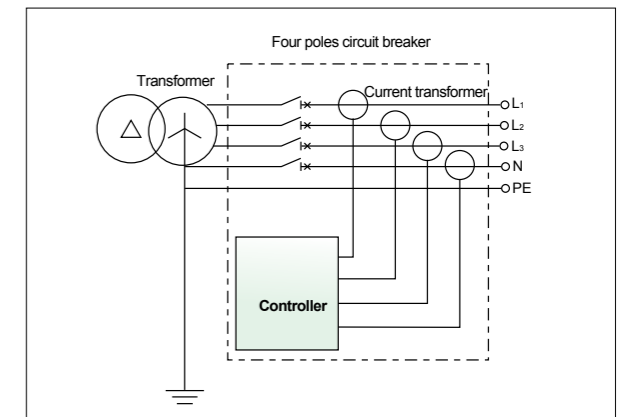 Four poles circuit breaker
Transformer
Current transformer
L1
L2
L3
N
PE
Controller